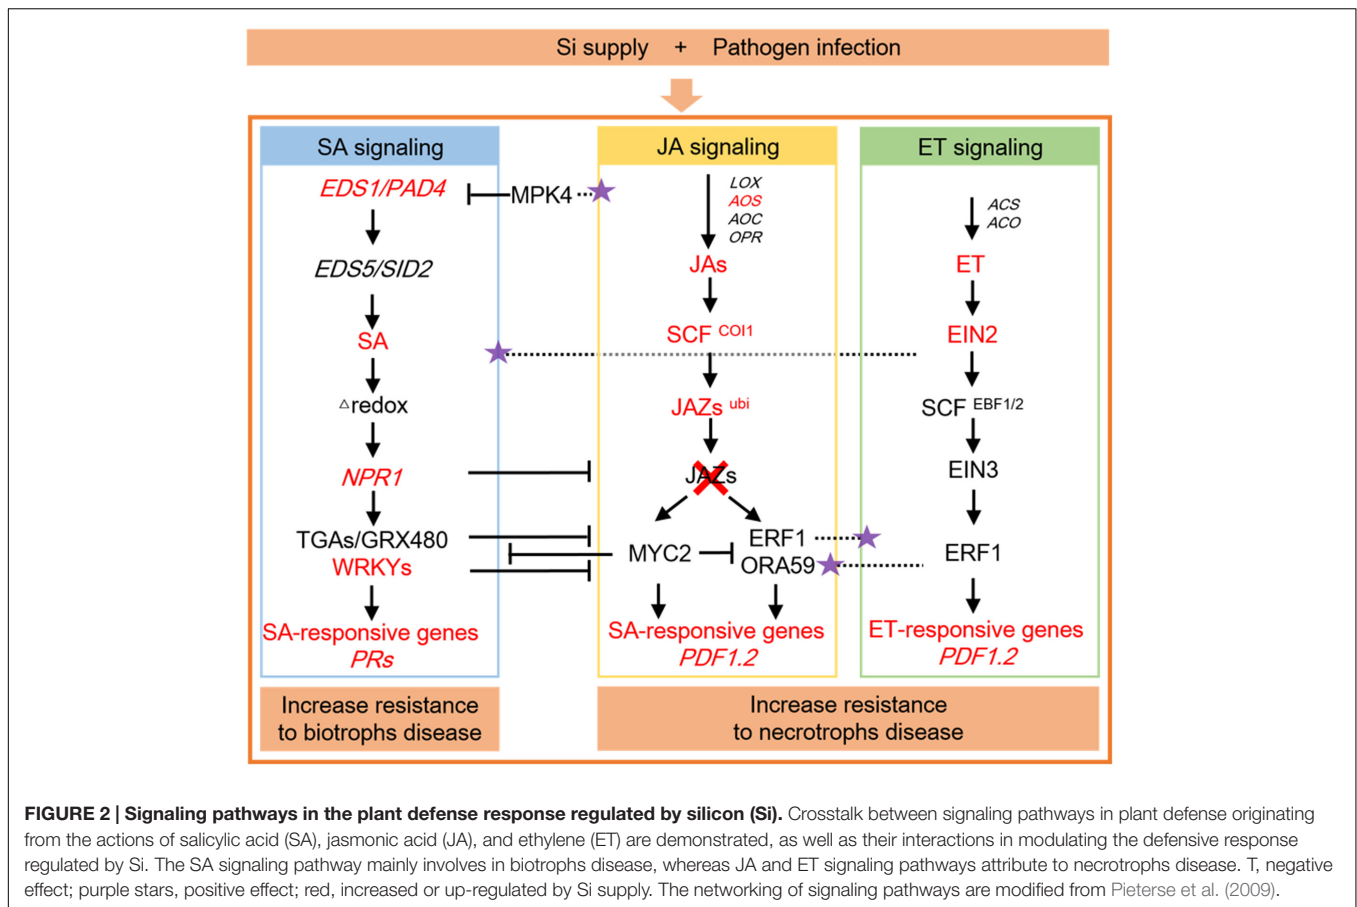 Si supply + Pathogen infection
SA signaling
EDS1/PAD4
MPK4
EDS5/SID2
SA
△redox
NPR1
TGAs/GRX480
WRKYs
SA-responsive genes
PRs
Increase resistance
to biotrophs disease
JA signaling
LOX
AOS
AOC
OPR
JAs
SCF COI1
JAZs ubi
JAZs
MYC2
ERF1
ORA59
SA-responsive genes
PDF1.2
ET signaling
ACS
ACO
ET
EIN2
SCF EBF1/2
EIN3
ERF1
ET-responsive genes
PDF1.2
Increase resistance
to necrotrophs disease
FIGURE 2 | Signaling pathways in the plant defense response regulated by silicon (Si). Crosstalk between signaling pathways in plant defense originating
from the actions of salicylic acid (SA), jasmonic acid (JA), and ethylene (ET) are demonstrated, as well as their interactions in modulating the defensive response
regulated by Si. The SA signaling pathway mainly involves in biotrophs disease, whereas JA and ET signaling pathways attribute to necrotrophs disease. T, negative
effect; purple stars, positive effect; red, increased or up-regulated by Si supply. The networking of signaling pathways are modified from Pieterse et al. (2009).